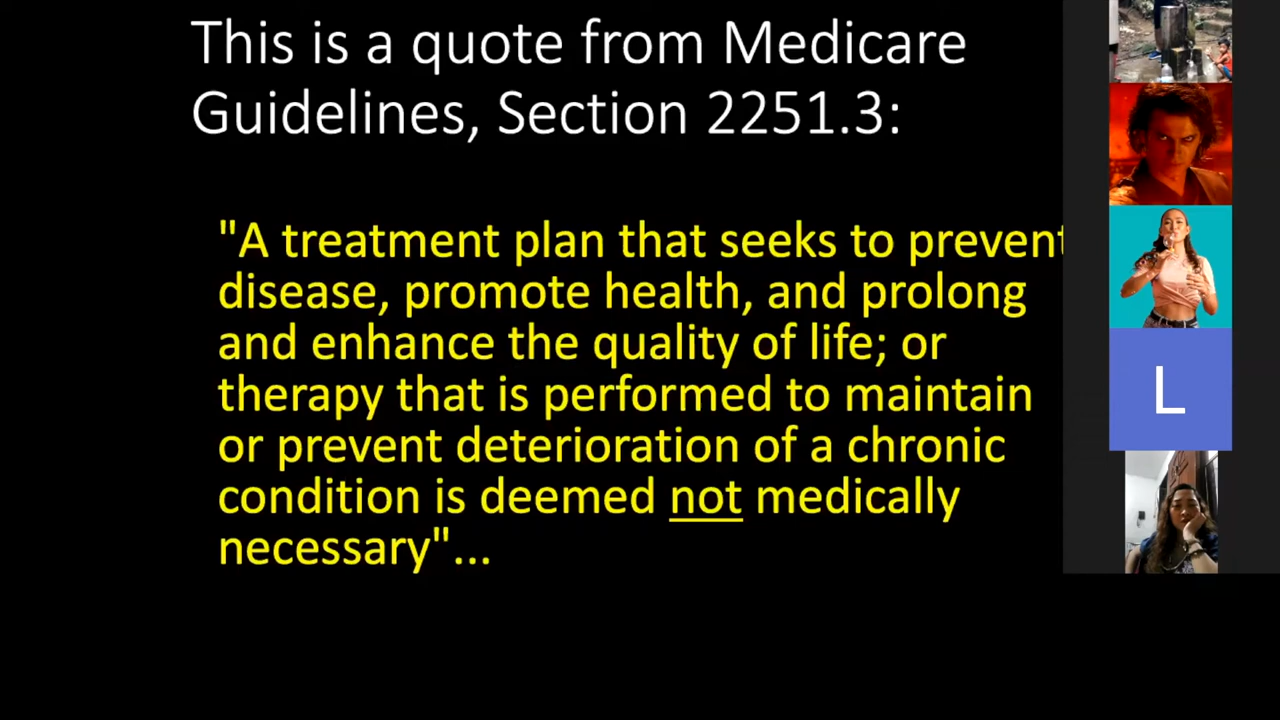 This is a quote from Medicare
Guidelines, Section 2251.3:
"A treatment plan that seeks to prevent
disease, promote health, and prolong
and enhance the quality of life; or
therapy that is performed to maintain
or prevent deterioration of a chronic
condition is deemed not medically
necessary"...
L